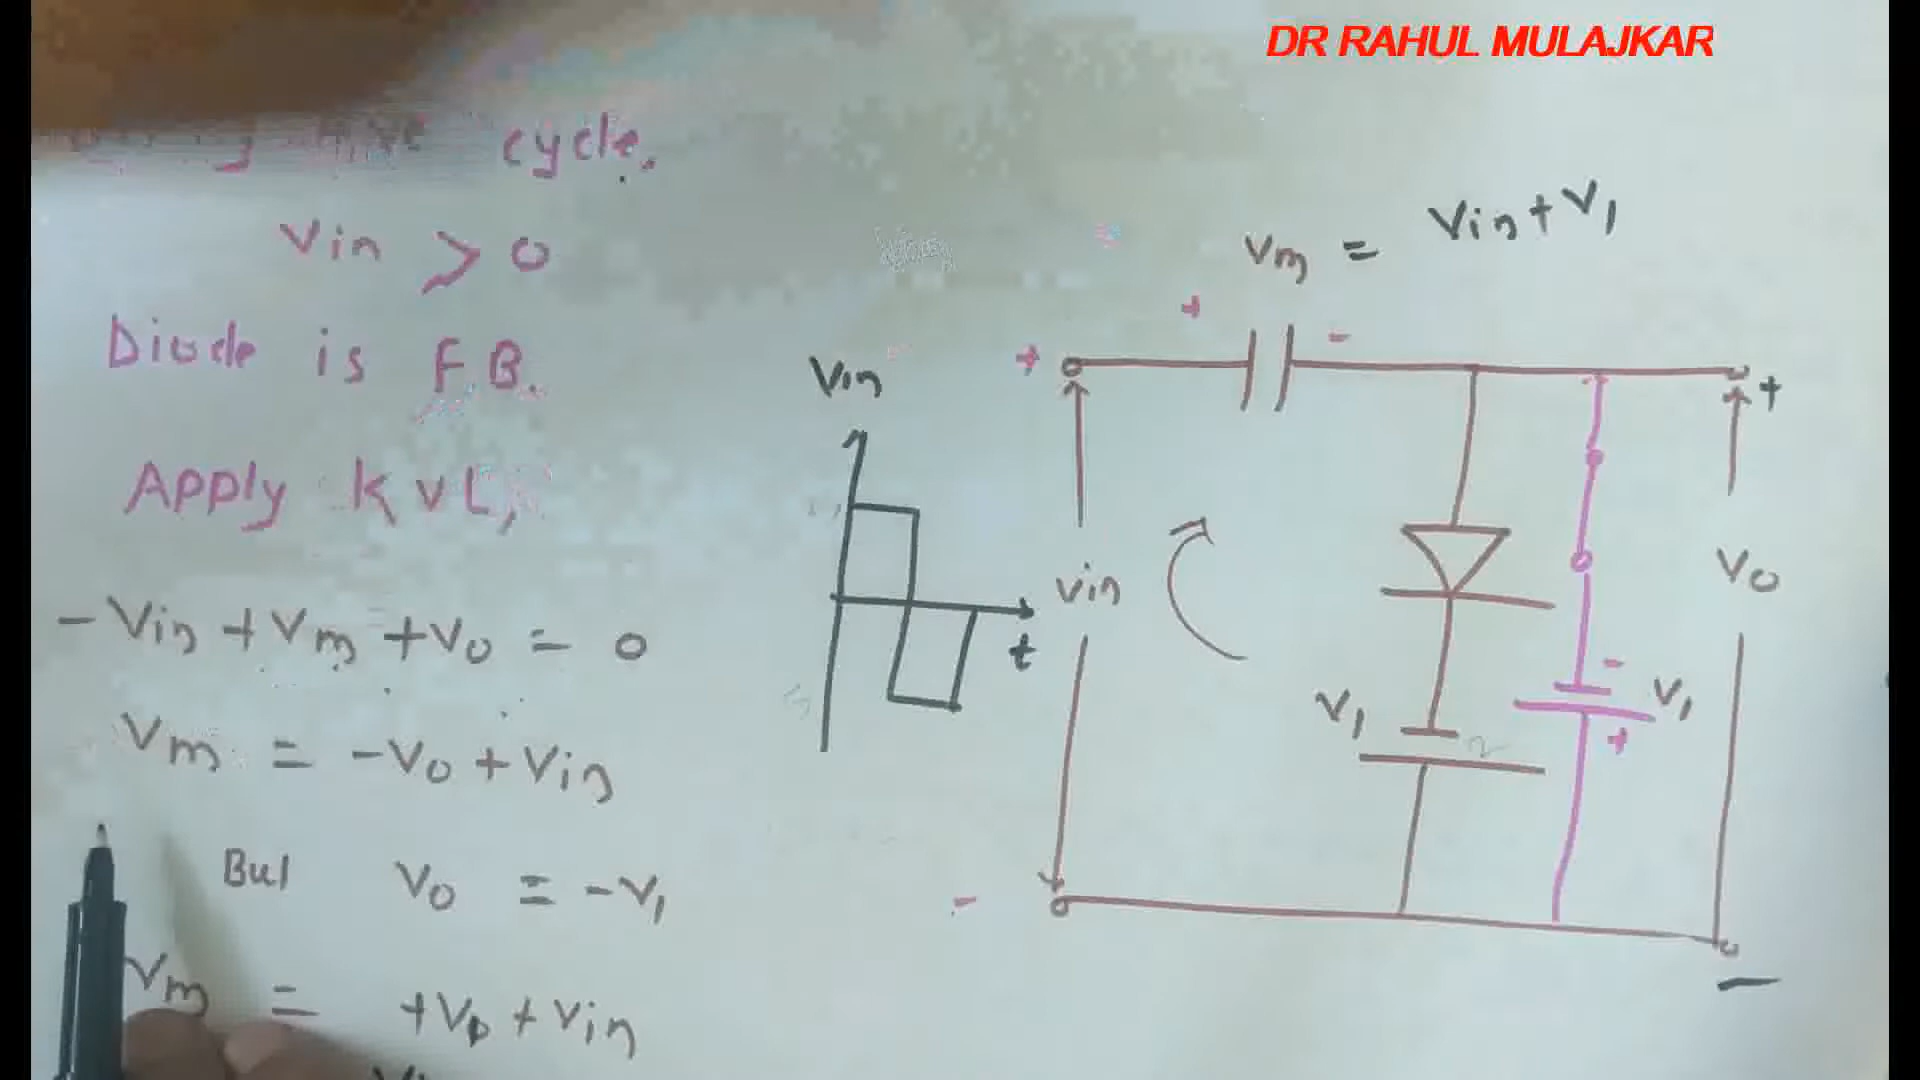 DR RAHUL MULAJKAR
cycle.
Vin > 0
Diode is F.B.
Apply KVL,
- Vin + Vm + Vo = 0
Vm = -Vo + Vin
But Vo = -V1
Vm = +V1 + Vin
Vm = Vin + V1
+ -
Vin
t
+
Vin
-
V1
-
V1
+
+
Vo
-